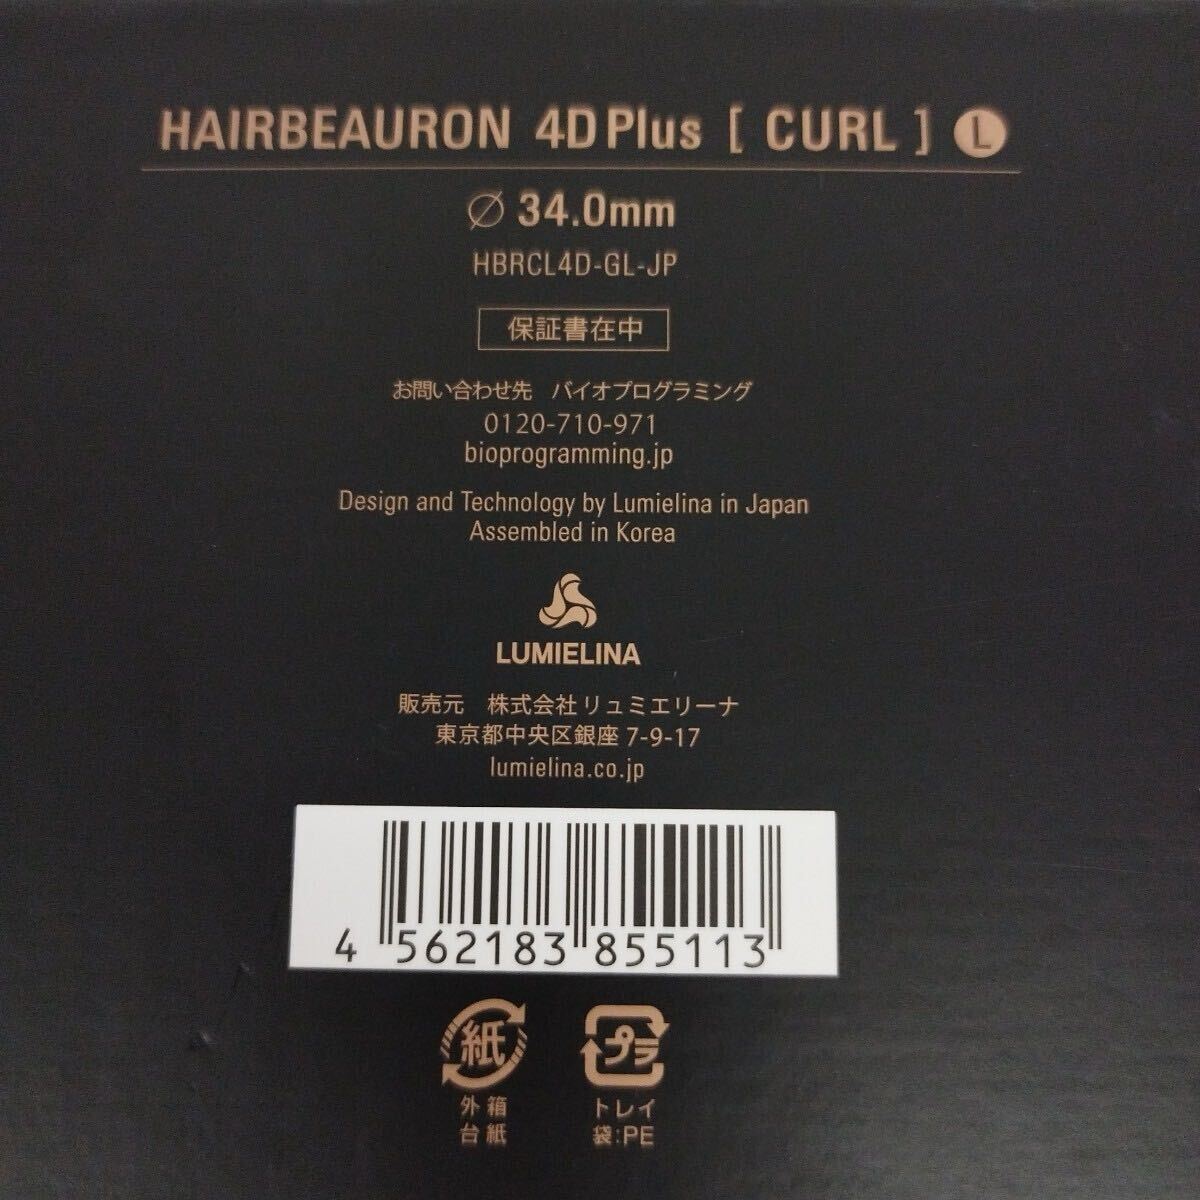 HAIRBEAURON 4D Plus [ CURL ] L
⌀ 34.0mm
HBRCL4D-GL-JP
保証書在中
お問い合わせ先 バイオプログラミング
0120-710-971
bioprogramming.jp
Design and Technology by Lumielina in Japan
Assembled in Korea
LUMIELINA
販売元 株式会社リュミエリーナ
東京都中央区銀座 7-9-17
lumielina.co.jp
4 562183 855113
紙 プラ
外箱 トレイ
台紙 袋:PE